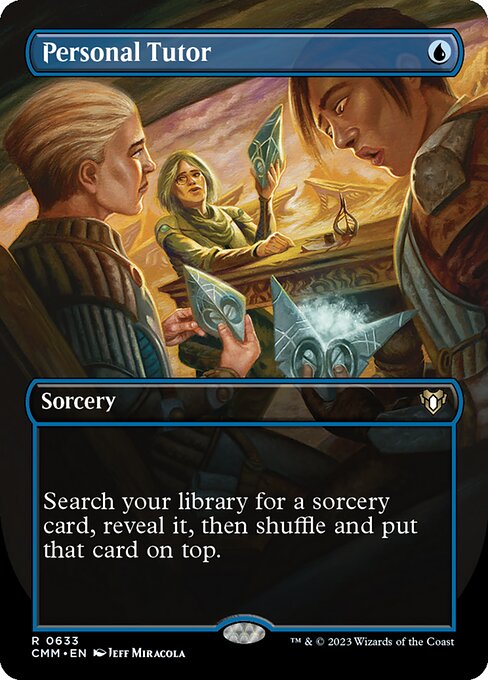 Personal Tutor
Sorcery
Search your library for a sorcery
card, reveal it, then shuffle and put
that card on top.
R 0633
™ & © 2023 Wizards of the Coast
CMM • EN Jeff Miracola